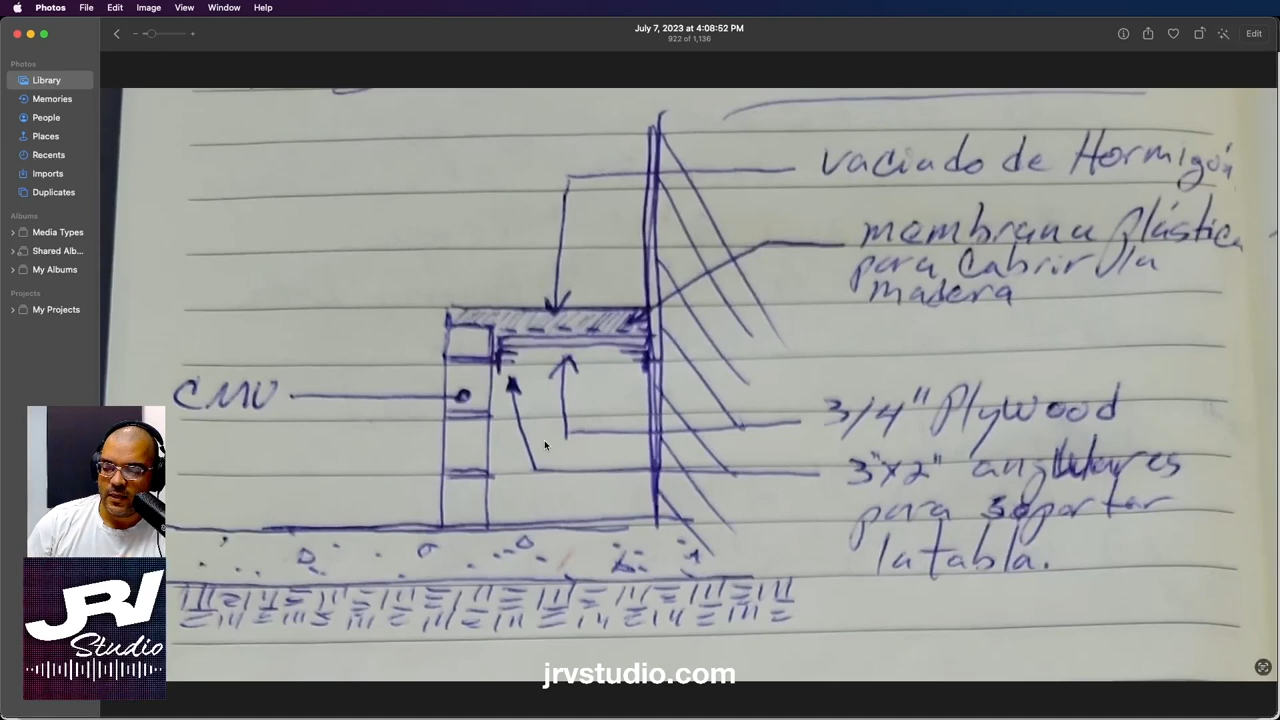 Photos File Edit Image View Window Help
July 7, 2023 at 4:08:52 PM
922 of 1,136
Edit
Photos
Library
Memories
People
Places
Recents
Imports
Duplicates
Albums
Media Types
Shared Alb...
My Albums
Projects
My Projects
vaciado de Hormigón
membrana plástica
para cabrir la
madera
CMU
3/4" Plywood
3"x2" angulares
para soportar
la tabla.
JRV
Studio
jrvstudio.com